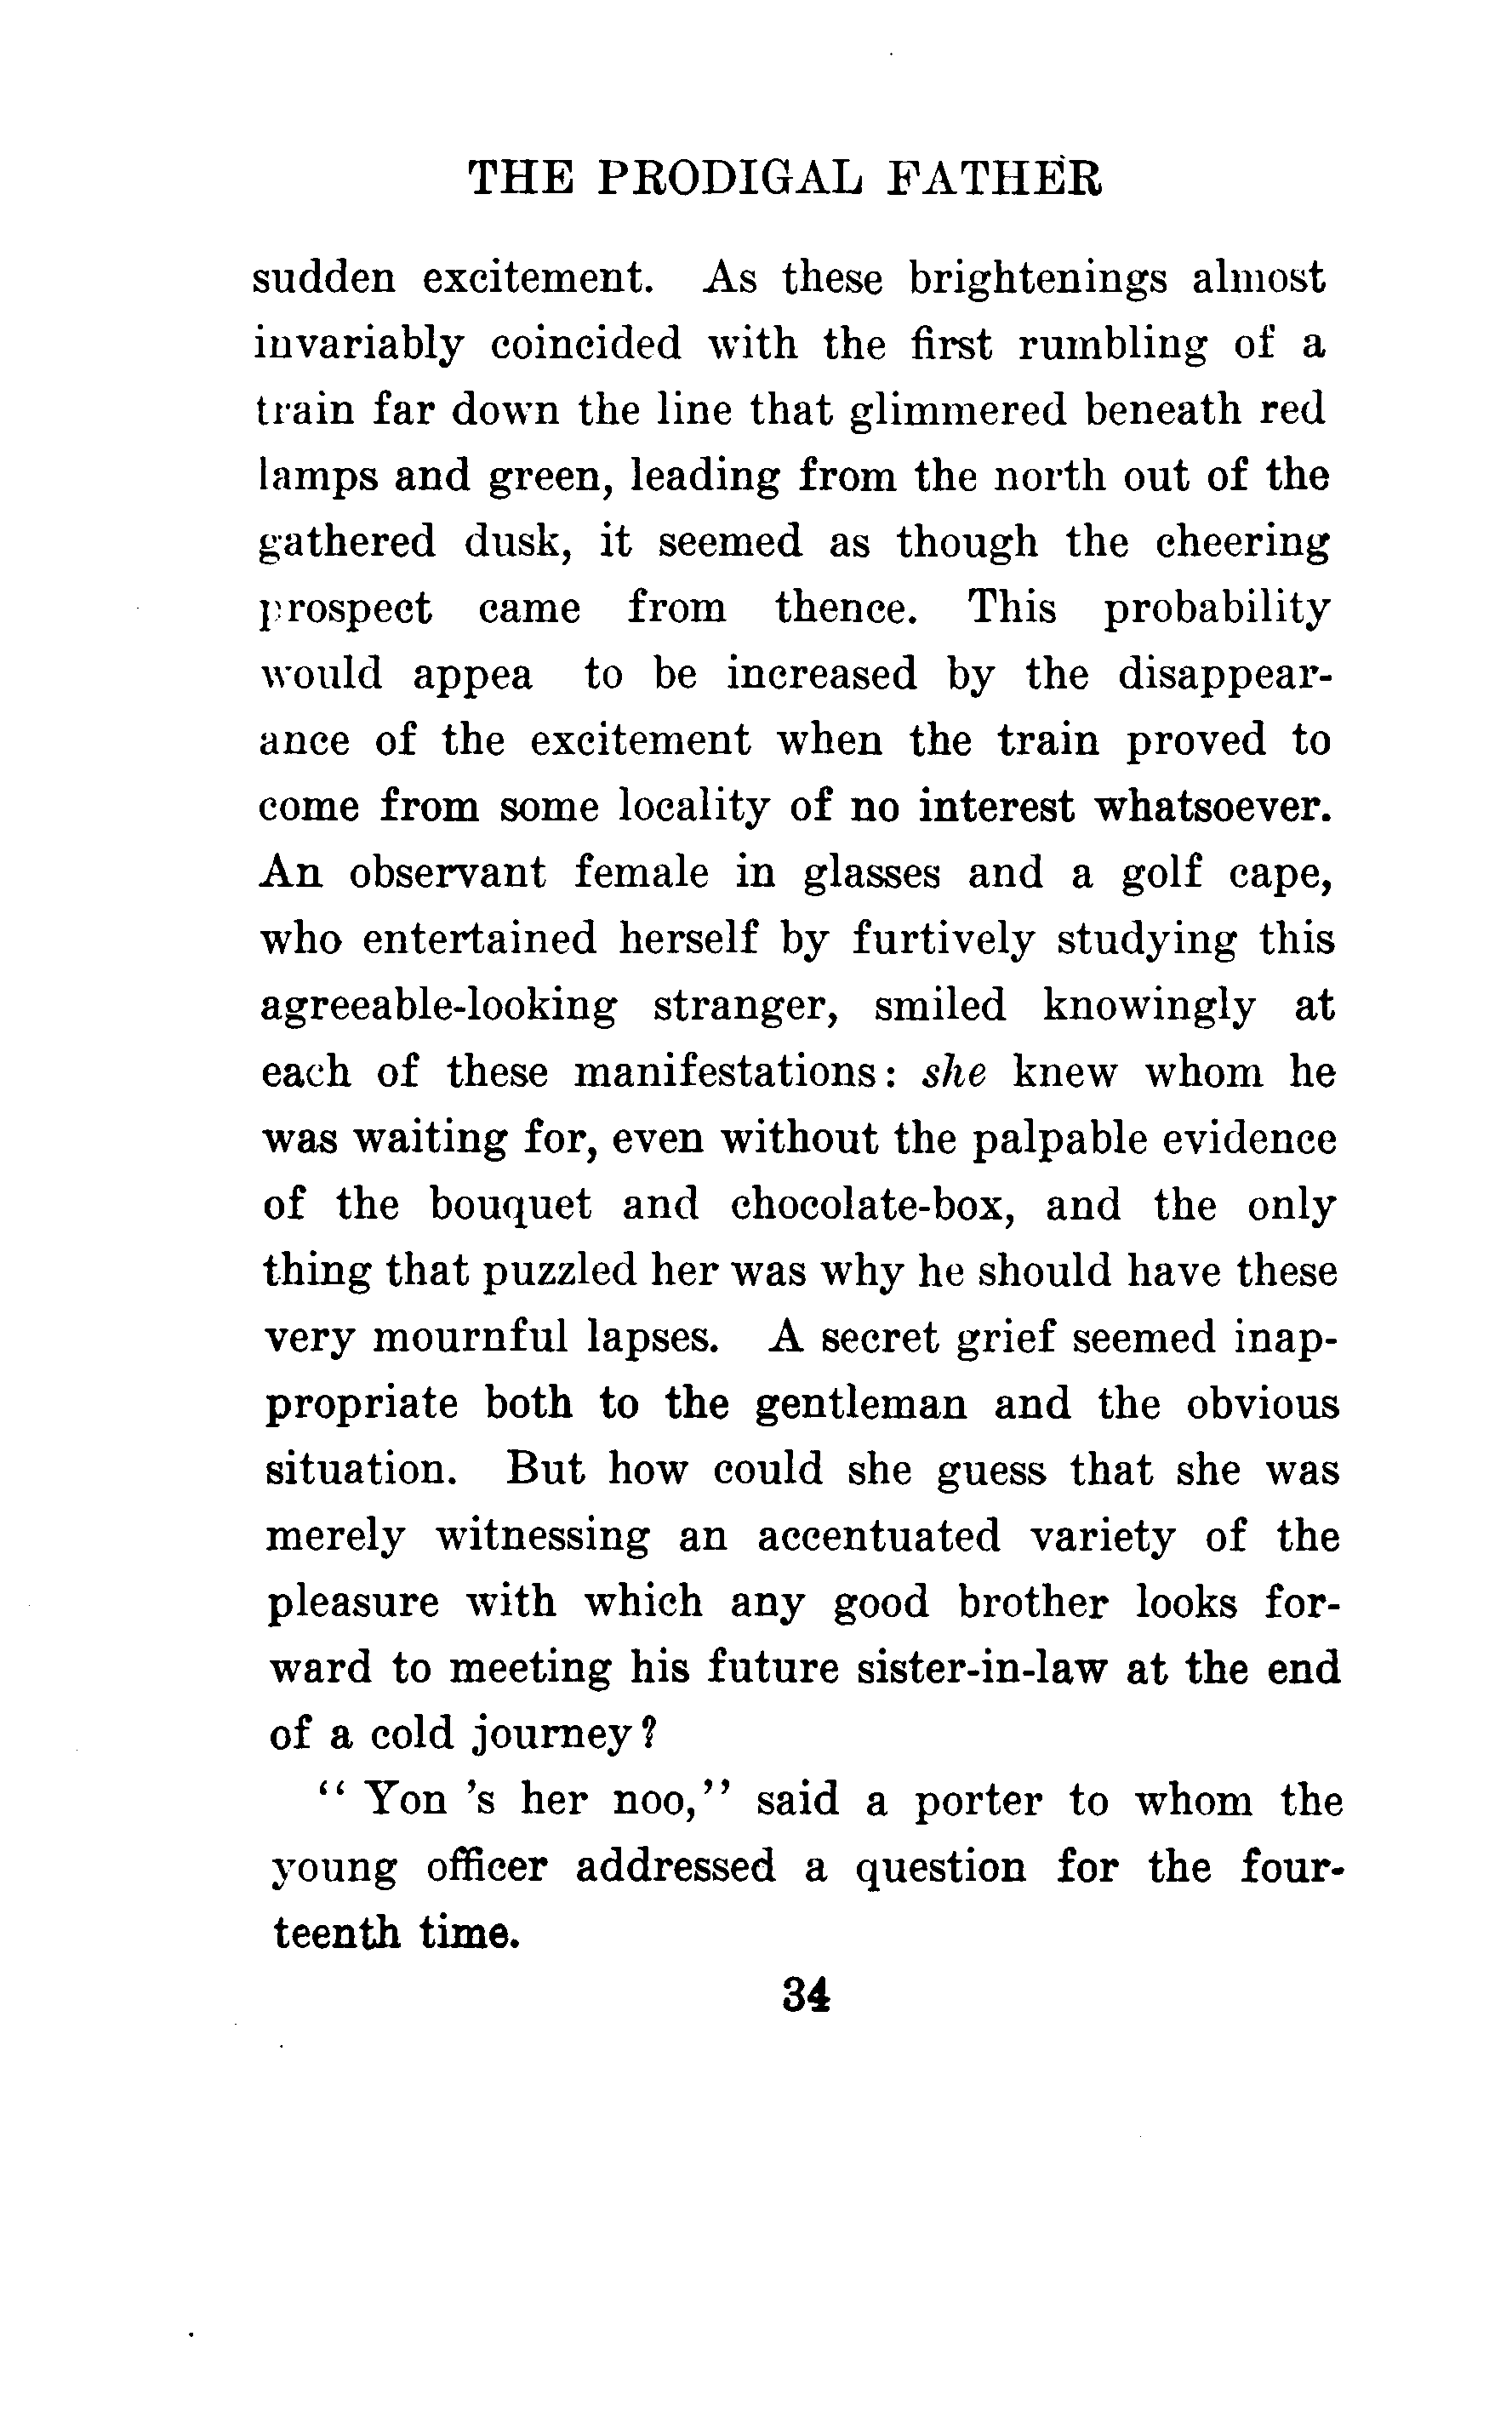 THE PRODIGAL FATHER
sudden excitement. As these brightenings almost
invariably coincided with the first rumbling of a
train far down the line that glimmered beneath red
lamps and green, leading from the north out of the
gathered dusk, it seemed as though the cheering
prospect came from thence. This probability
would appea to be increased by the disappear-
ance of the excitement when the train proved to
come from some locality of no interest whatsoever.
An observant female in glasses and a golf cape,
who entertained herself by furtively studying this
agreeable-looking stranger, smiled knowingly at
each of these manifestations: she knew whom he
was waiting for, even without the palpable evidence
of the bouquet and chocolate-box, and the only
thing that puzzled her was why he should have these
very mournful lapses. A secret grief seemed inap-
propriate both to the gentleman and the obvious
situation. But how could she guess that she was
merely witnessing an accentuated variety of the
pleasure with which any good brother looks for-
ward to meeting his future sister-in-law at the end
of a cold journey?
"Yon 's her noo," said a porter to whom the
young officer addressed a question for the four-
teenth time.
34